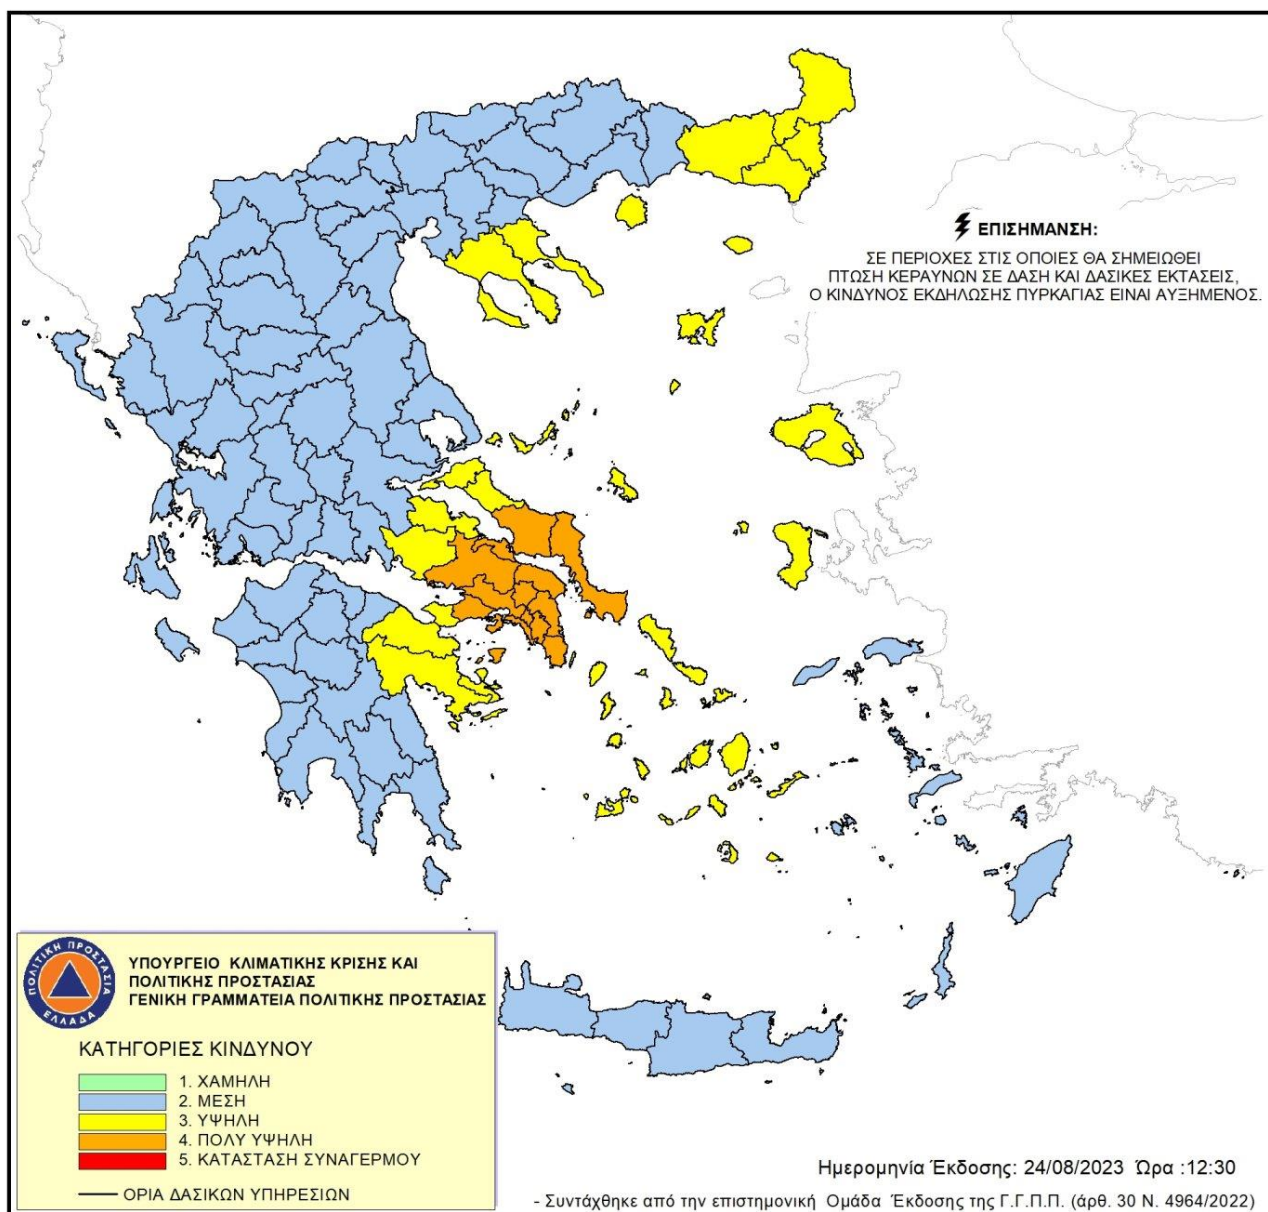 ⚡ ΕΠΙΣΗΜΑΝΣΗ:
ΣΕ ΠΕΡΙΟΧΕΣ ΣΤΙΣ ΟΠΟΙΕΣ ΘΑ ΣΗΜΕΙΩΘΕΙ
ΠΤΩΣΗ ΚΕΡΑΥΝΩΝ ΣΕ ΔΑΣΗ ΚΑΙ ΔΑΣΙΚΕΣ ΕΚΤΑΣΕΙΣ,
Ο ΚΙΝΔΥΝΟΣ ΕΚΔΗΛΩΣΗΣ ΠΥΡΚΑΓΙΑΣ ΕΙΝΑΙ ΑΥΞΗΜΕΝΟΣ.
ΠΟΛΙΤΙΚΗ ΠΡΟΣΤΑΣΙΑ
ΕΛΛΑΔΑ
ΥΠΟΥΡΓΕΙΟ ΚΛΙΜΑΤΙΚΗΣ ΚΡΙΣΗΣ ΚΑΙ
ΠΟΛΙΤΙΚΗΣ ΠΡΟΣΤΑΣΙΑΣ
ΓΕΝΙΚΗ ΓΡΑΜΜΑΤΕΙΑ ΠΟΛΙΤΙΚΗΣ ΠΡΟΣΤΑΣΙΑΣ
ΚΑΤΗΓΟΡΙΕΣ ΚΙΝΔΥΝΟΥ
1. ΧΑΜΗΛΗ
2. ΜΕΣΗ
3. ΥΨΗΛΗ
4. ΠΟΛΥ ΥΨΗΛΗ
5. ΚΑΤΑΣΤΑΣΗ ΣΥΝΑΓΕΡΜΟΥ
ΟΡΙΑ ΔΑΣΙΚΩΝ ΥΠΗΡΕΣΙΩΝ
Ημερομηνία Έκδοσης: 24/08/2023 Ώρα :12:30
- Συντάχθηκε από την επιστημονική Ομάδα Έκδοσης της Γ.Γ.Π.Π. (άρθ. 30 Ν. 4964/2022)